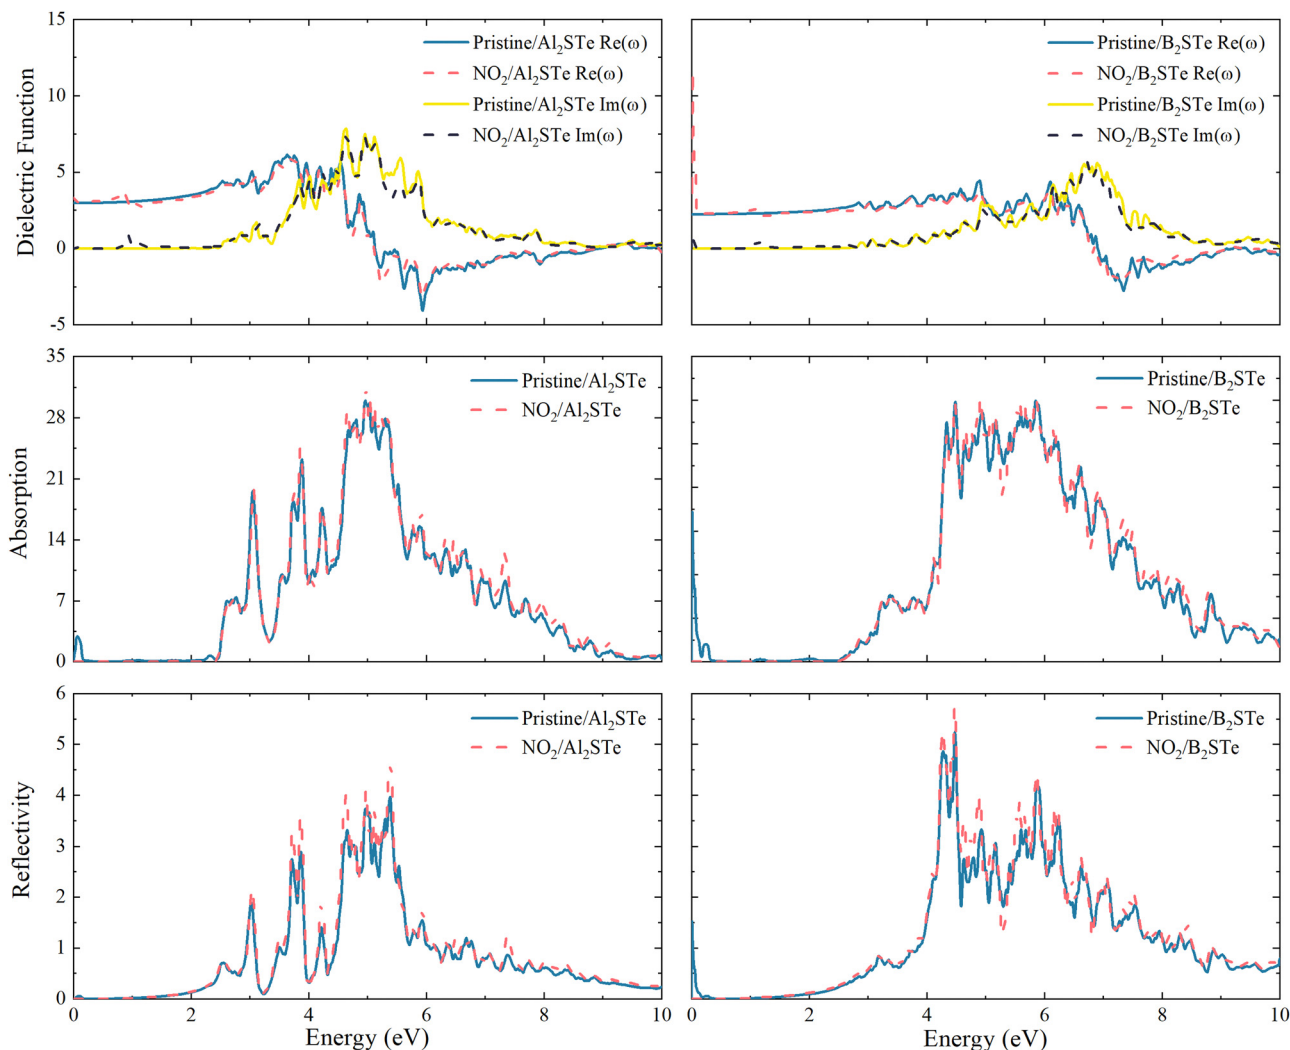 15
10
5
0
-5
Dielectric Function
Pristine/Al₂STe Re(ω)
NO₂/Al₂STe Re(ω)
Pristine/Al₂STe Im(ω)
NO₂/Al₂STe Im(ω)
Pristine/B₂STe Re(ω)
NO₂/B₂STe Re(ω)
Pristine/B₂STe Im(ω)
NO₂/B₂STe Im(ω)
35
28
21
14
7
0
Absorption
Pristine/Al₂STe
NO₂/Al₂STe
Pristine/B₂STe
NO₂/B₂STe
6
5
4
3
2
1
0
Reflectivity
Pristine/Al₂STe
NO₂/Al₂STe
Pristine/B₂STe
NO₂/B₂STe
0 2 4 6 8 10
Energy (eV)
0 2 4 6 8 10
Energy (eV)